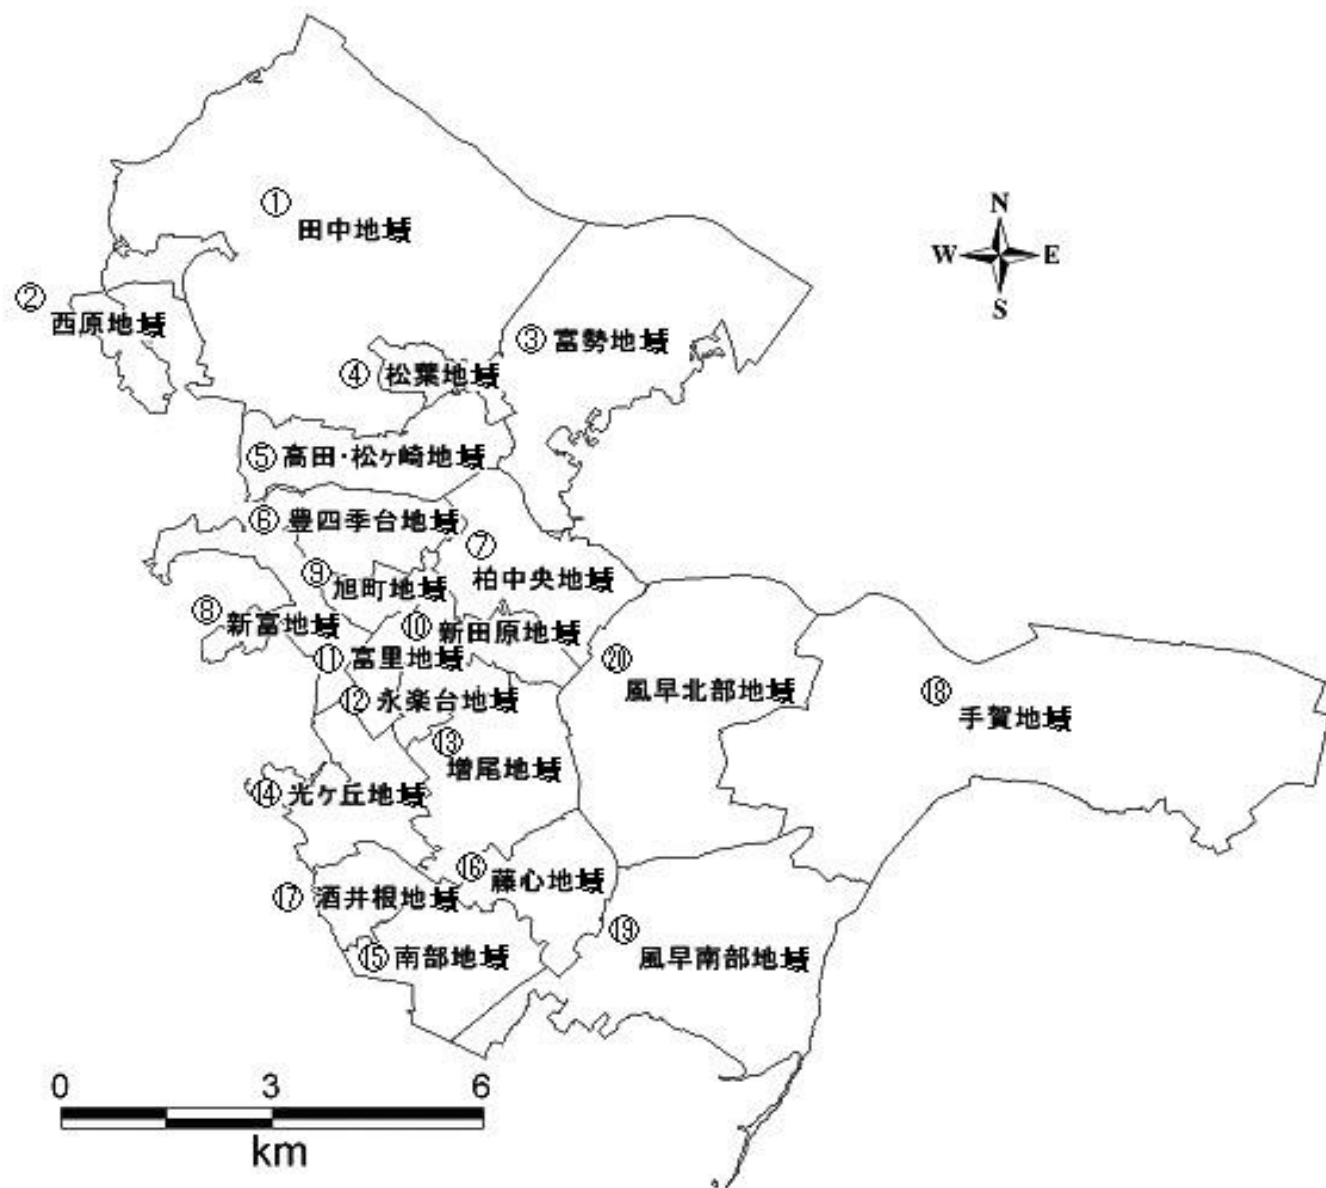 ①
田中地域
N
W E
S
②
西原地域
③ 富勢地域
④ 松葉地域
⑤ 高田・松ヶ崎地域
⑥ 豊四季台地域
⑦
柏中央地域
⑨ 旭町地域
⑧ 新富地域
⑩ 新田原地域
⑪ 富里地域
⑳
風早北部地域
⑫ 永楽台地域
⑱
手賀地域
⑬
増尾地域
⑭ 光ケ丘地域
⑯ 藤心地域
⑰ 酒井根地域
⑲
風早南部地域
⑮ 南部地域
0 3 6
km